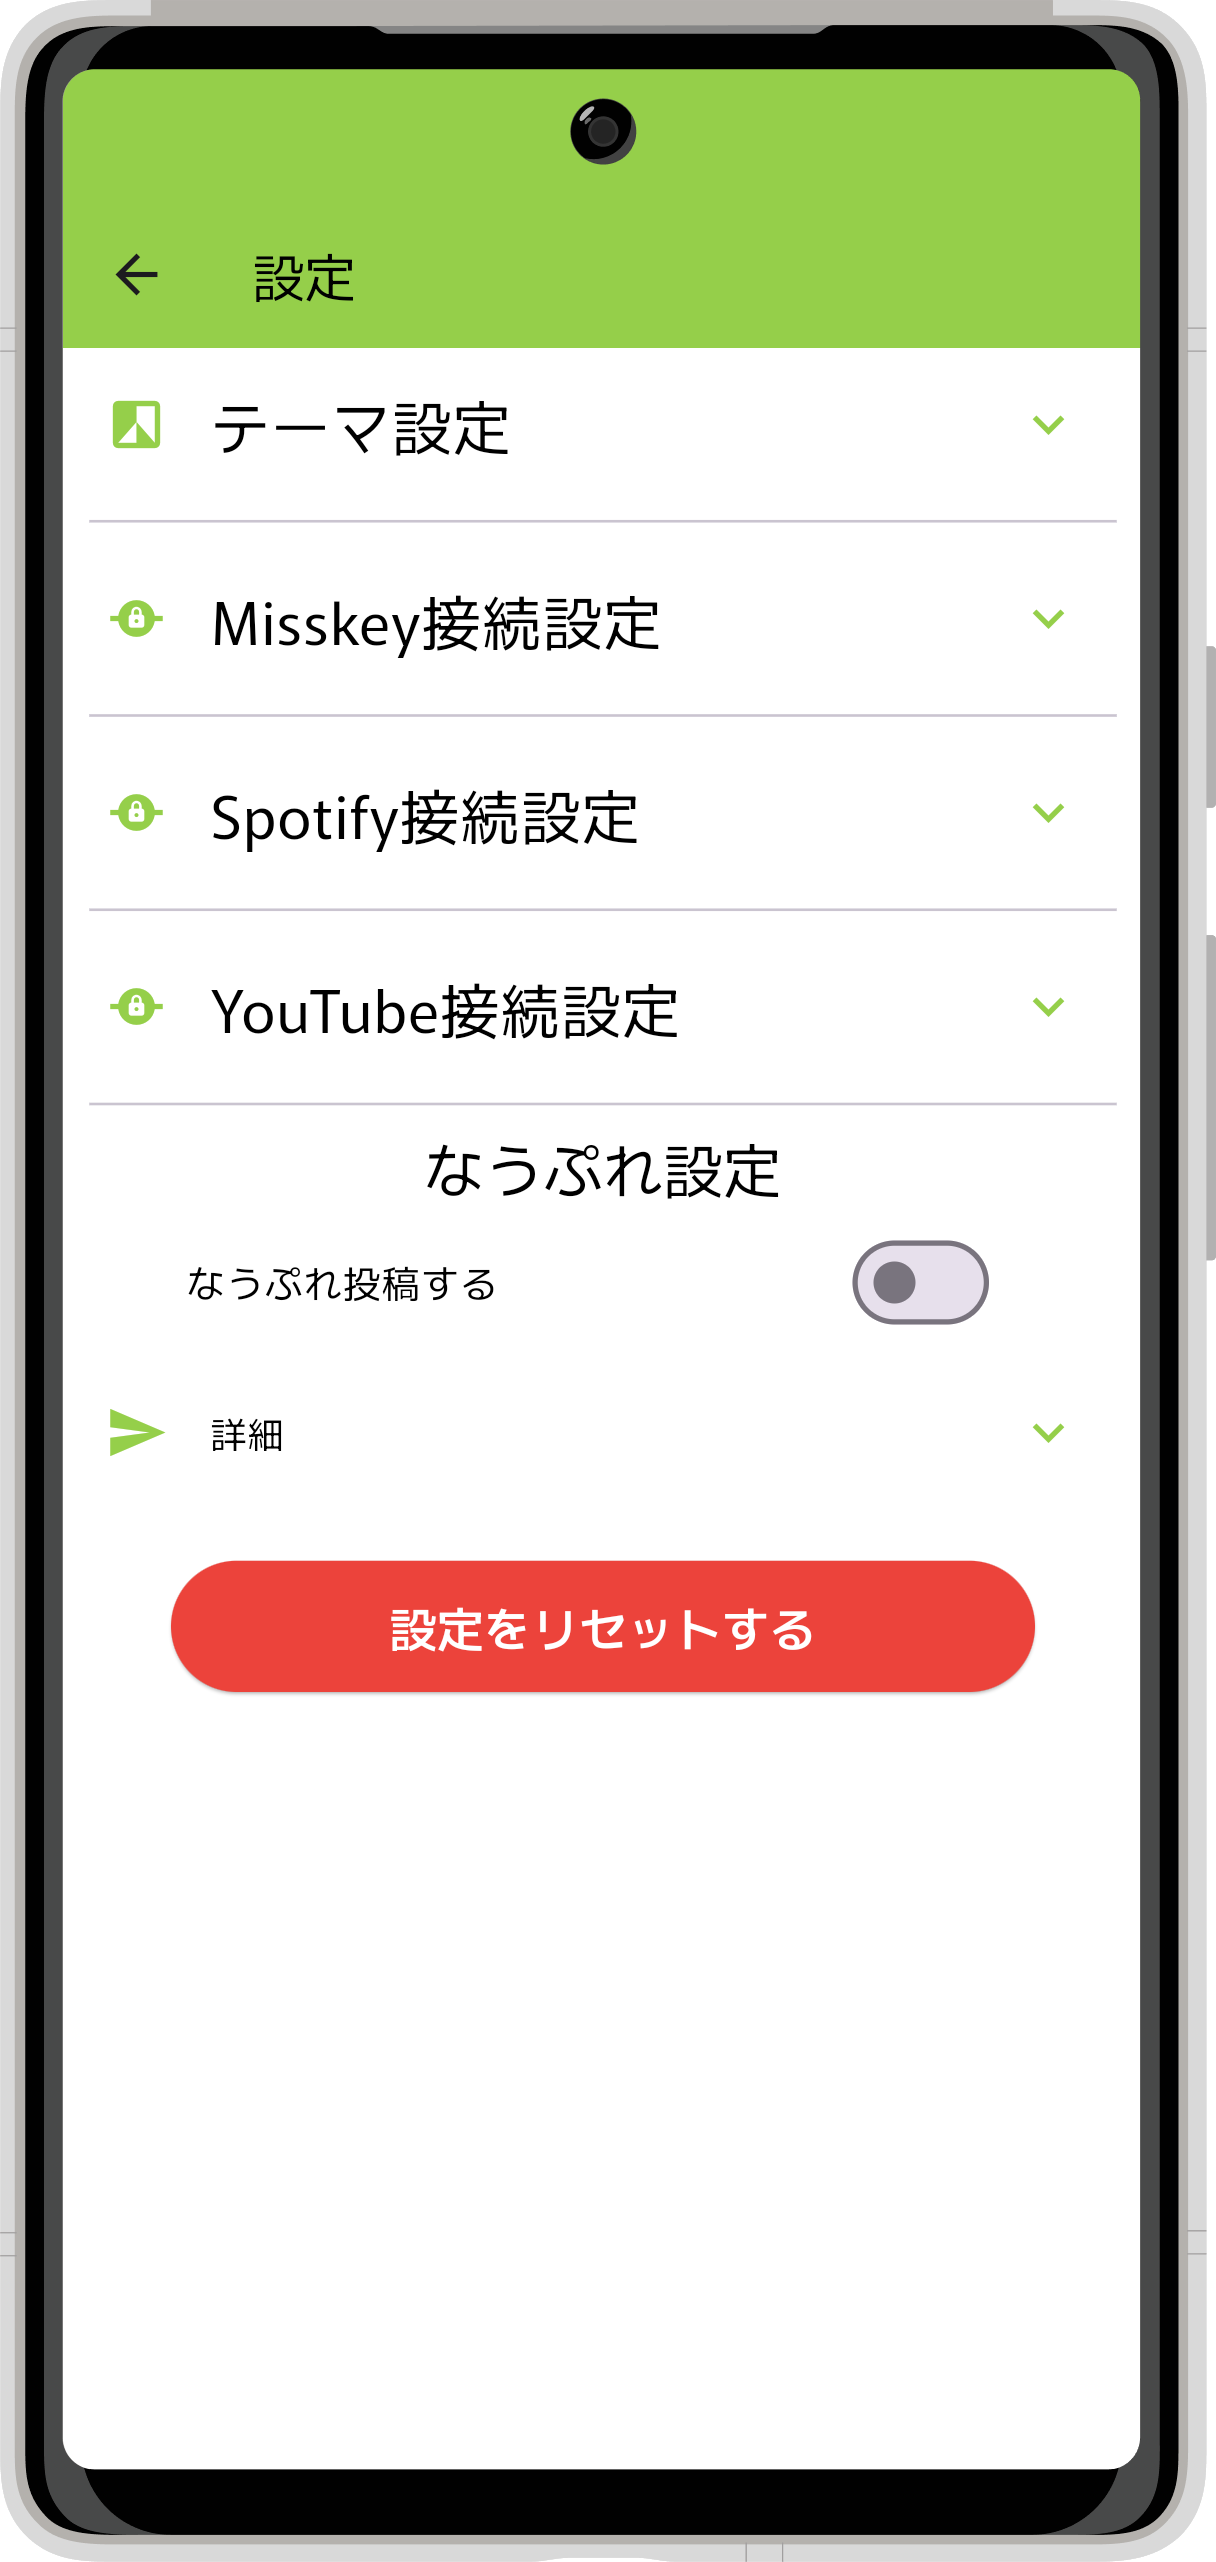 設定
テーマ設定
Misskey接続設定
Spotify接続設定
YouTube接続設定
なうぷれ設定
なうぷれ投稿する
詳細
設定をリセットする